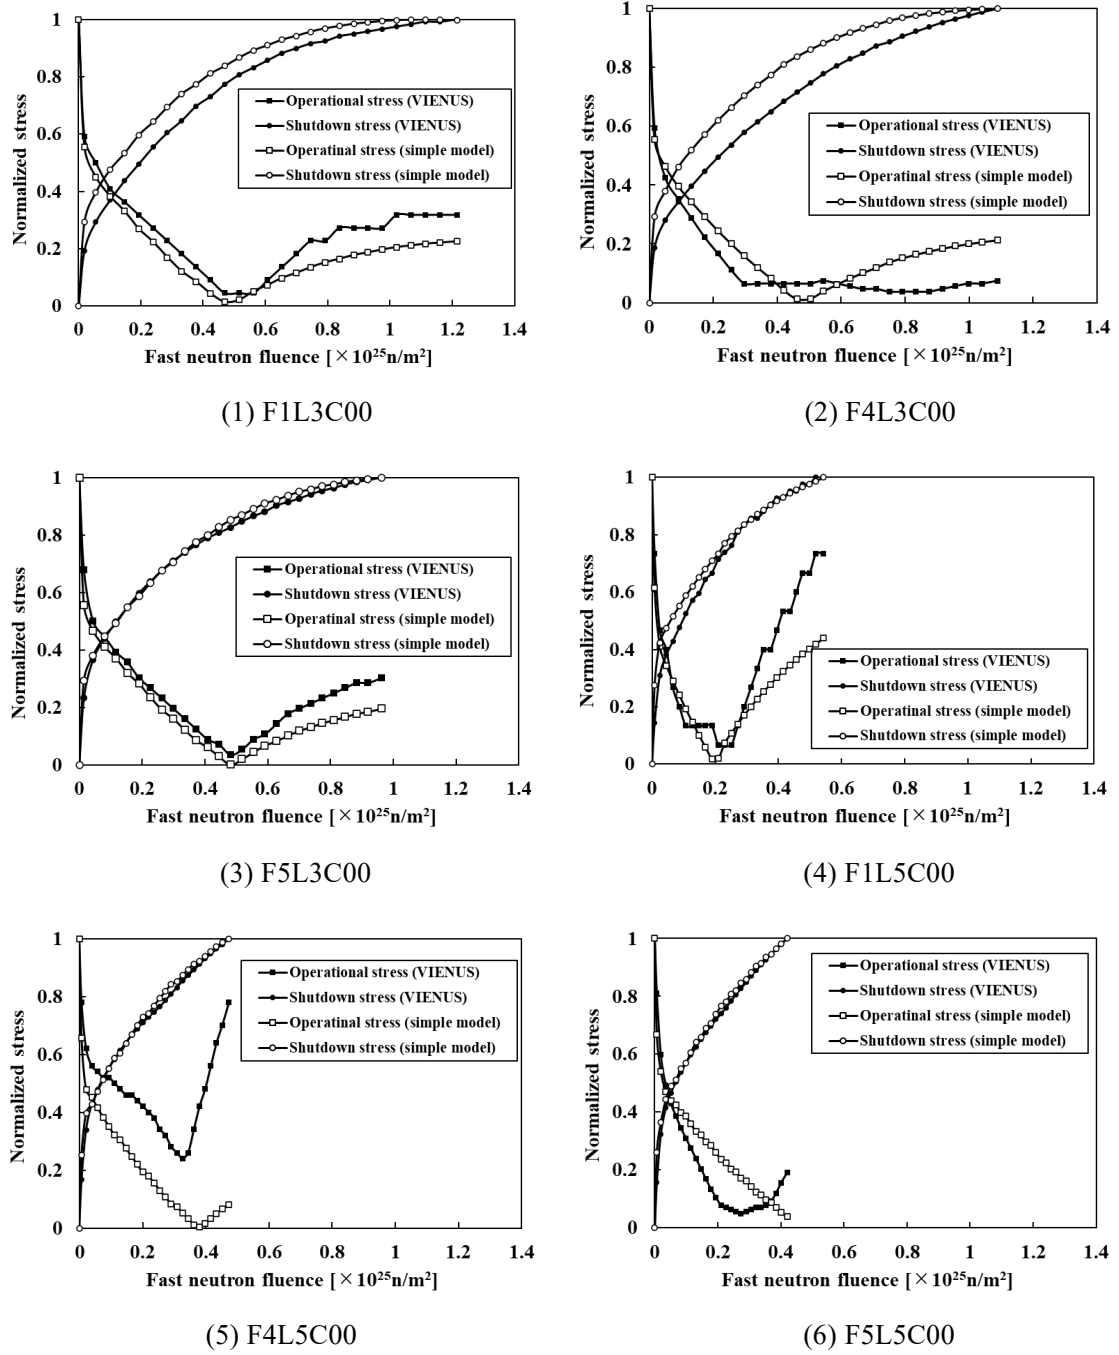 1
0.8
0.6
0.4
0.2
0
Normalized stress
Operational stress (VIENUS)
Shutdown stress (VIENUS)
Operatinal stress (simple model)
Shutdown stress (simple model)
0 0.2 0.4 0.6 0.8 1 1.2 1.4
Fast neutron fluence [×10²⁵n/m²]
(1) F1L3C00
1
0.8
0.6
0.4
0.2
0
Normalized stress
Operational stress (VIENUS)
Shutdown stress (VIENUS)
Operatinal stress (simple model)
Shutdown stress (simple model)
0 0.2 0.4 0.6 0.8 1 1.2 1.4
Fast neutron fluence [×10²⁵n/m²]
(2) F4L3C00
1
0.8
0.6
0.4
0.2
0
Normalized stress
Operational stress (VIENUS)
Shutdown stress (VIENUS)
Operatinal stress (simple model)
Shutdown stress (simple model)
0 0.2 0.4 0.6 0.8 1 1.2 1.4
Fast neutron fluence [×10²⁵n/m²]
(3) F5L3C00
1
0.8
0.6
0.4
0.2
0
Normalized stress
Operational stress (VIENUS)
Shutdown stress (VIENUS)
Operatinal stress (simple model)
Shutdown stress (simple model)
0 0.2 0.4 0.6 0.8 1 1.2 1.4
Fast neutron fluence [×10²⁵n/m²]
(4) F1L5C00
1
0.8
0.6
0.4
0.2
0
Normalized stress
Operational stress (VIENUS)
Shutdown stress (VIENUS)
Operatinal stress (simple model)
Shutdown stress (simple model)
0 0.2 0.4 0.6 0.8 1 1.2 1.4
Fast neutron fluence [×10²⁵n/m²]
(5) F4L5C00
1
0.8
0.6
0.4
0.2
0
Normalized stress
Operational stress (VIENUS)
Shutdown stress (VIENUS)
Operatinal stress (simple model)
Shutdown stress (simple model)
0 0.2 0.4 0.6 0.8 1 1.2 1.4
Fast neutron fluence [×10²⁵n/m²]
(6) F5L5C00